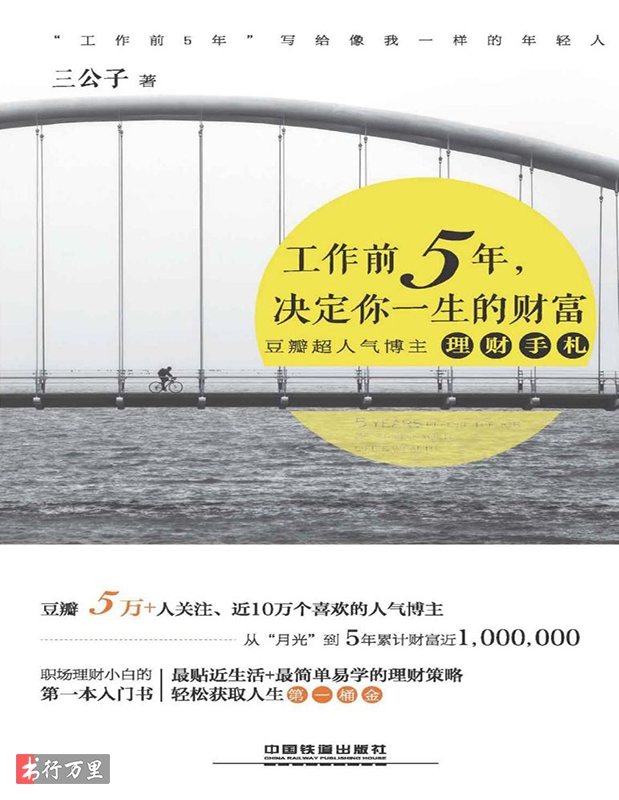 “工作前5年”写给像我一样的年轻人
三公子 著
工作前5年，
决定你一生的财富
豆瓣超人气博主 理财手札
豆瓣 5万+人关注、近10万个喜欢的人气博主
从“月光”到 5年累计财富近1,000,000
职场理财小白的
第一本入门书
最贴近生活+最简单易学的理财策略
轻松获取人生第一桶金
中国铁道出版社
CHINA RAILWAY PUBLISHING HOUSE
书行万里